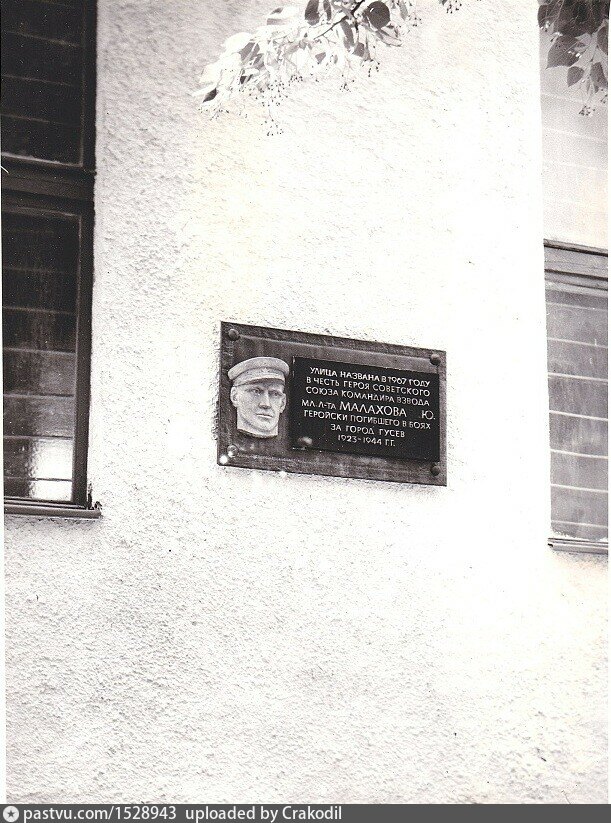 УЛИЦА НАЗВАНА В 1967 ГОДУ
В ЧЕСТЬ ГЕРОЯ СОВЕТСКОГО
СОЮЗА КОМАНДИРА ВЗВОДА
МЛ.Л-ТА МАЛАХОВА Ю.
ГЕРОЙСКИ ПОГИБШЕГО В БОЯХ
ЗА ГОРОД ГУСЕВ
1923-1944 Г.Г.
pastvu.com/1528943 uploaded by Crakodil